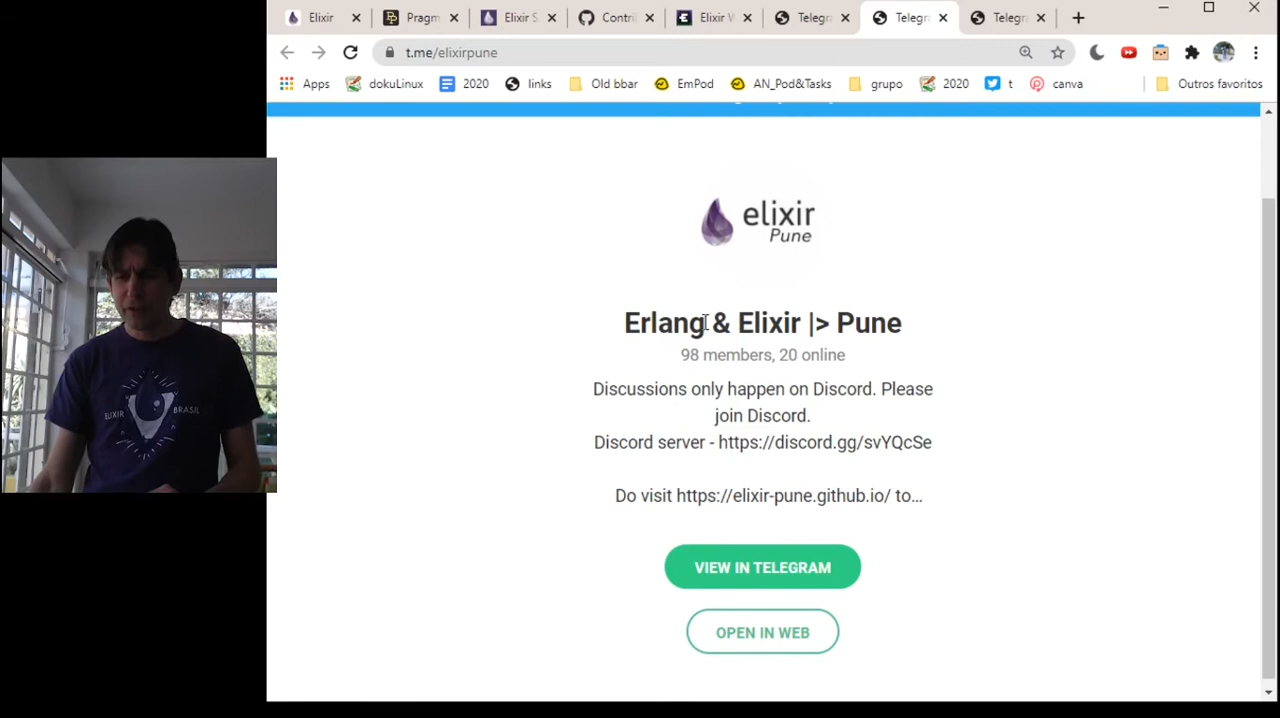 Elixir
Pragm
Elixir S
Contril
Elixir W
Telegr
Telegr
Telegr
t.me/elixirpune
Apps
dokuLinux
2020
links
Old bbar
EmPod
AN_Pod&Tasks
grupo
2020
t
canva
Outros favoritos
elixir
Pune
Erlang & Elixir |> Pune
98 members, 20 online
Discussions only happen on Discord. Please
join Discord.
Discord server - https://discord.gg/svYQcSe
Do visit https://elixir-pune.github.io/ to...
VIEW IN TELEGRAM
OPEN IN WEB
ELIXIR
BRASIL